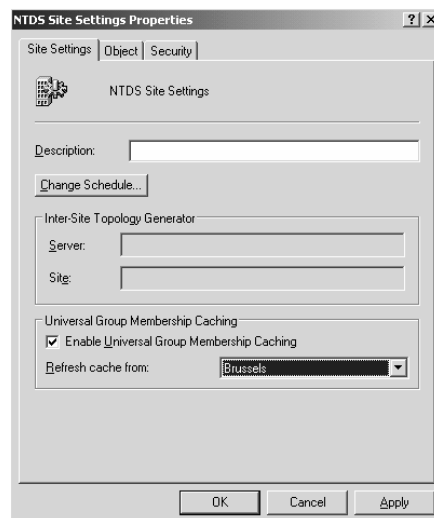 NTDS Site Settings Properties
Site Settings Object Security
NTDS Site Settings
Description:
Change Schedule...
Inter-Site Topology Generator
Server:
Site:
Universal Group Membership Caching
Enable Universal Group Membership Caching
Refresh cache from: Brussels
OK Cancel Apply